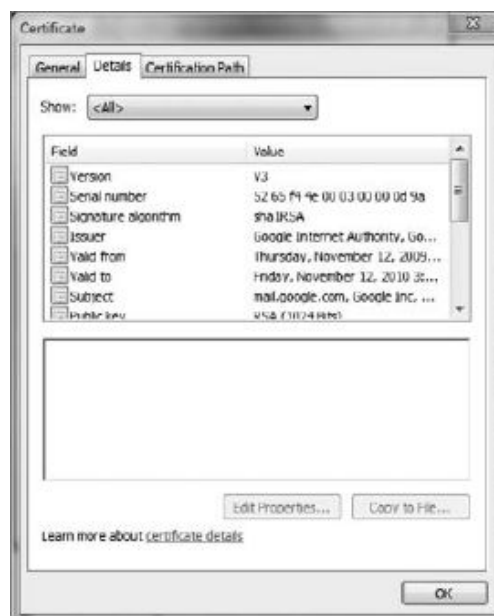 Certificate
General Details Certification Path
Show: <All>
Field Value
Version V3
Serial number 52 65 f4 4e 00 03 00 00 0d 9a
Signature algorithm sha1RSA
Issuer Google Internet Authority, Go...
Valid from Thursday, November 12, 2009...
Valid to Friday, November 12, 2010 3:...
Subject mail.google.com, Google Inc, ...
Public key RSA (1024 Bits)
Edit Properties... Copy to File...
Learn more about certificate details
OK